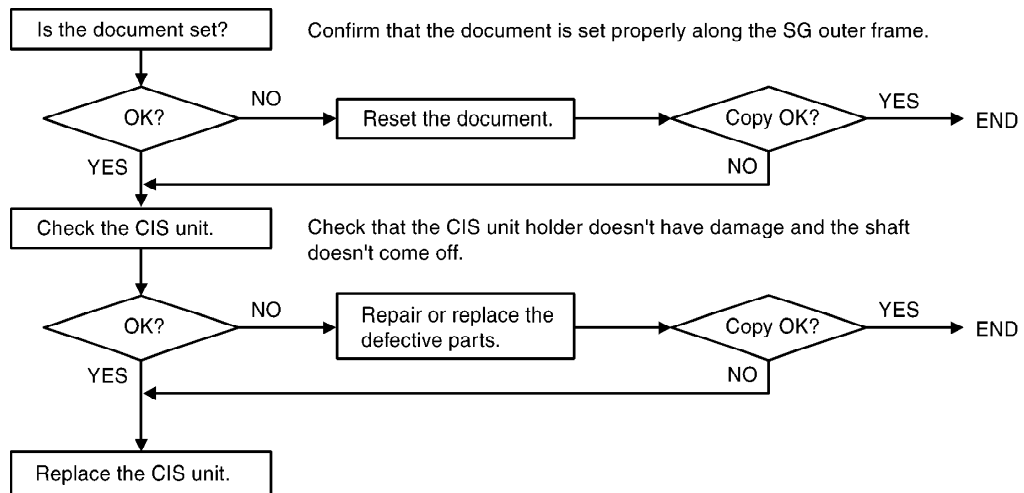 Is the document set?
Confirm that the document is set properly along the SG outer frame.
OK?
NO
Reset the document.
Copy OK?
YES
END
YES
NO
Check the CIS unit.
Check that the CIS unit holder doesn't have damage and the shaft
doesn't come off.
OK?
NO
Repair or replace the
defective parts.
Copy OK?
YES
END
YES
NO
Replace the CIS unit.